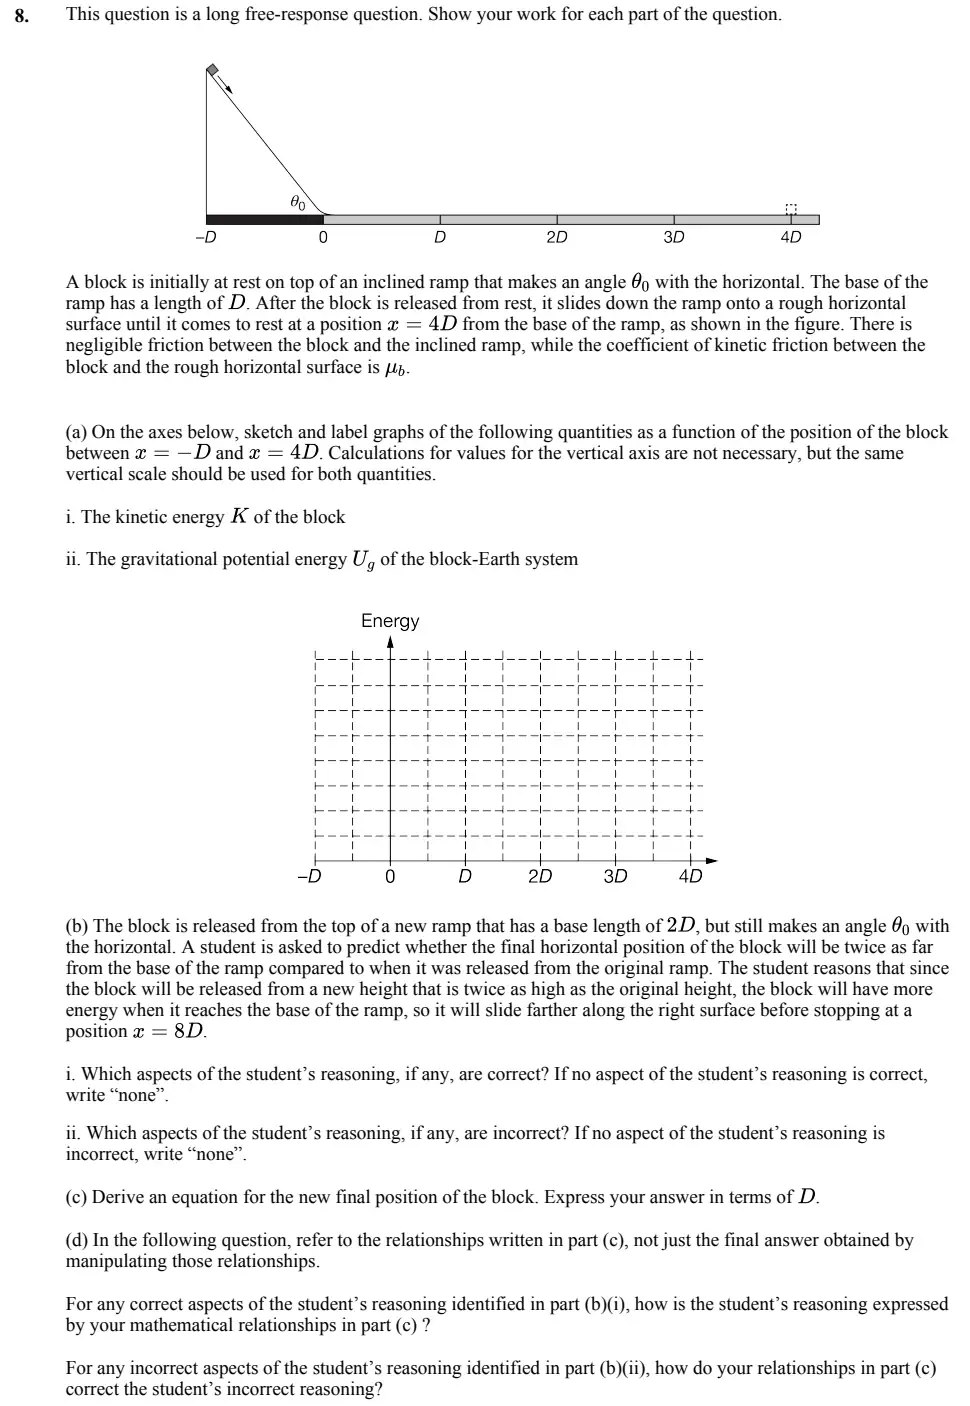 8. This question is a long free-response question. Show your work for each part of the question.
θ₀
−D 0 D 2D 3D 4D
A block is initially at rest on top of an inclined ramp that makes an angle θ₀ with the horizontal. The base of the
ramp has a length of D. After the block is released from rest, it slides down the ramp onto a rough horizontal
surface until it comes to rest at a position x = 4D from the base of the ramp, as shown in the figure. There is
negligible friction between the block and the inclined ramp, while the coefficient of kinetic friction between the
block and the rough horizontal surface is μ_b.
(a) On the axes below, sketch and label graphs of the following quantities as a function of the position of the block
between x = −D and x = 4D. Calculations for values for the vertical axis are not necessary, but the same
vertical scale should be used for both quantities.
i. The kinetic energy K of the block
ii. The gravitational potential energy U_g of the block-Earth system
Energy
−D 0 D 2D 3D 4D
(b) The block is released from the top of a new ramp that has a base length of 2D, but still makes an angle θ₀ with
the horizontal. A student is asked to predict whether the final horizontal position of the block will be twice as far
from the base of the ramp compared to when it was released from the original ramp. The student reasons that since
the block will be released from a new height that is twice as high as the original height, the block will have more
energy when it reaches the base of the ramp, so it will slide farther along the right surface before stopping at a
position x = 8D.
i. Which aspects of the student's reasoning, if any, are correct? If no aspect of the student's reasoning is correct,
write “none”.
ii. Which aspects of the student's reasoning, if any, are incorrect? If no aspect of the student's reasoning is
incorrect, write “none”.
(c) Derive an equation for the new final position of the block. Express your answer in terms of D.
(d) In the following question, refer to the relationships written in part (c), not just the final answer obtained by
manipulating those relationships.
For any correct aspects of the student's reasoning identified in part (b)(i), how is the student's reasoning expressed
by your mathematical relationships in part (c) ?
For any incorrect aspects of the student's reasoning identified in part (b)(ii), how do your relationships in part (c)
correct the student's incorrect reasoning?